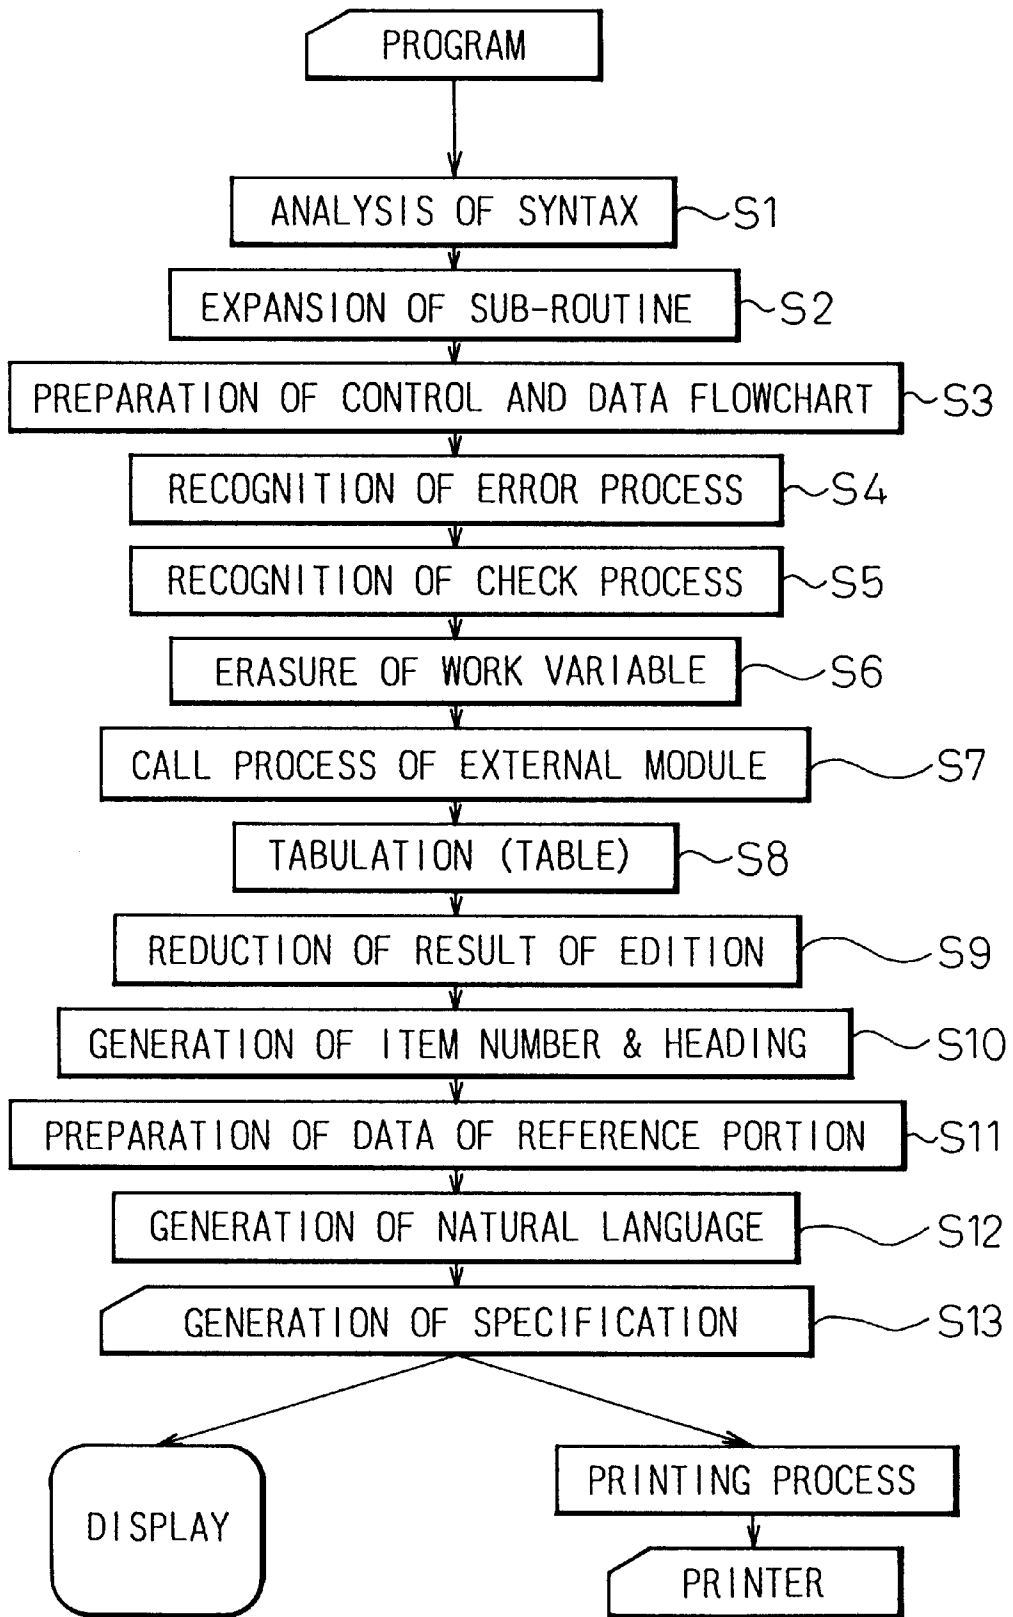 PROGRAM
ANALYSIS OF SYNTAX S1
EXPANSION OF SUB-ROUTINE S2
PREPARATION OF CONTROL AND DATA FLOWCHART S3
RECOGNITION OF ERROR PROCESS S4
RECOGNITION OF CHECK PROCESS S5
ERASURE OF WORK VARIABLE S6
CALL PROCESS OF EXTERNAL MODULE S7
TABULATION (TABLE) S8
REDUCTION OF RESULT OF EDITION S9
GENERATION OF ITEM NUMBER & HEADING S10
PREPARATION OF DATA OF REFERENCE PORTION S11
GENERATION OF NATURAL LANGUAGE S12
GENERATION OF SPECIFICATION S13
DISPLAY
PRINTING PROCESS
PRINTER